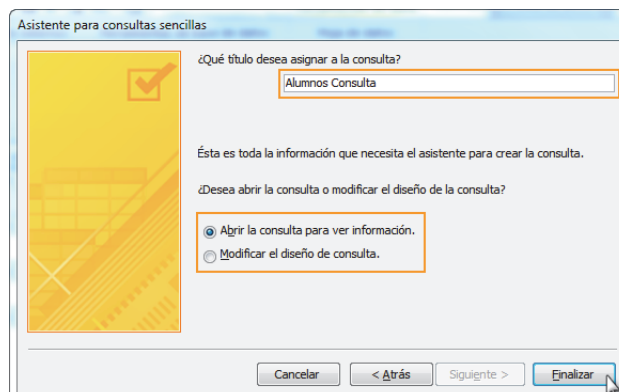 Asistente para consultas sencillas
¿Qué título desea asignar a la consulta?
Alumnos Consulta
Ésta es toda la información que necesita el asistente para crear la consulta.
¿Desea abrir la consulta o modificar el diseño de la consulta?
Abrir la consulta para ver información.
Modificar el diseño de consulta.
Cancelar
< Atrás
Siguiente >
Finalizar